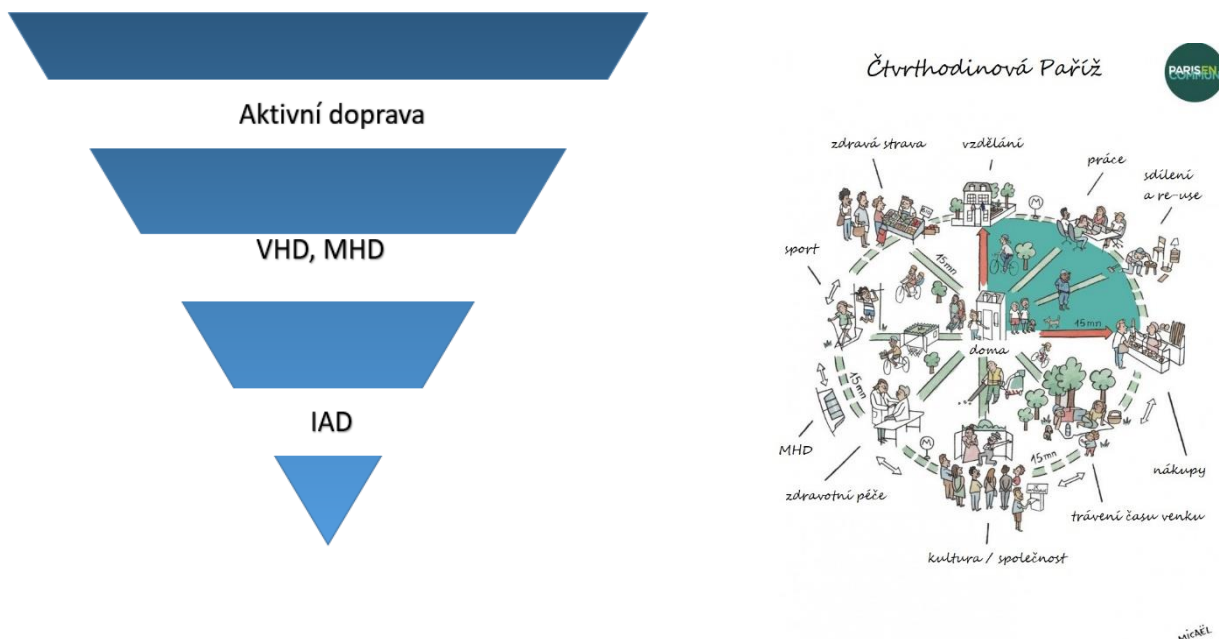 Aktivní doprava
VHD, MHD
IAD
Čtvrthodinová Paříž
PARIS EN
COMMUN
zdravá strava
vzdělání
práce
sdílení
a re-use
sport
M
15mn
15mn
doma
15mn
MHD
M
15mn
zdravotní péče
nákupy
trávení času venku
kultura / společnost
MICAËL